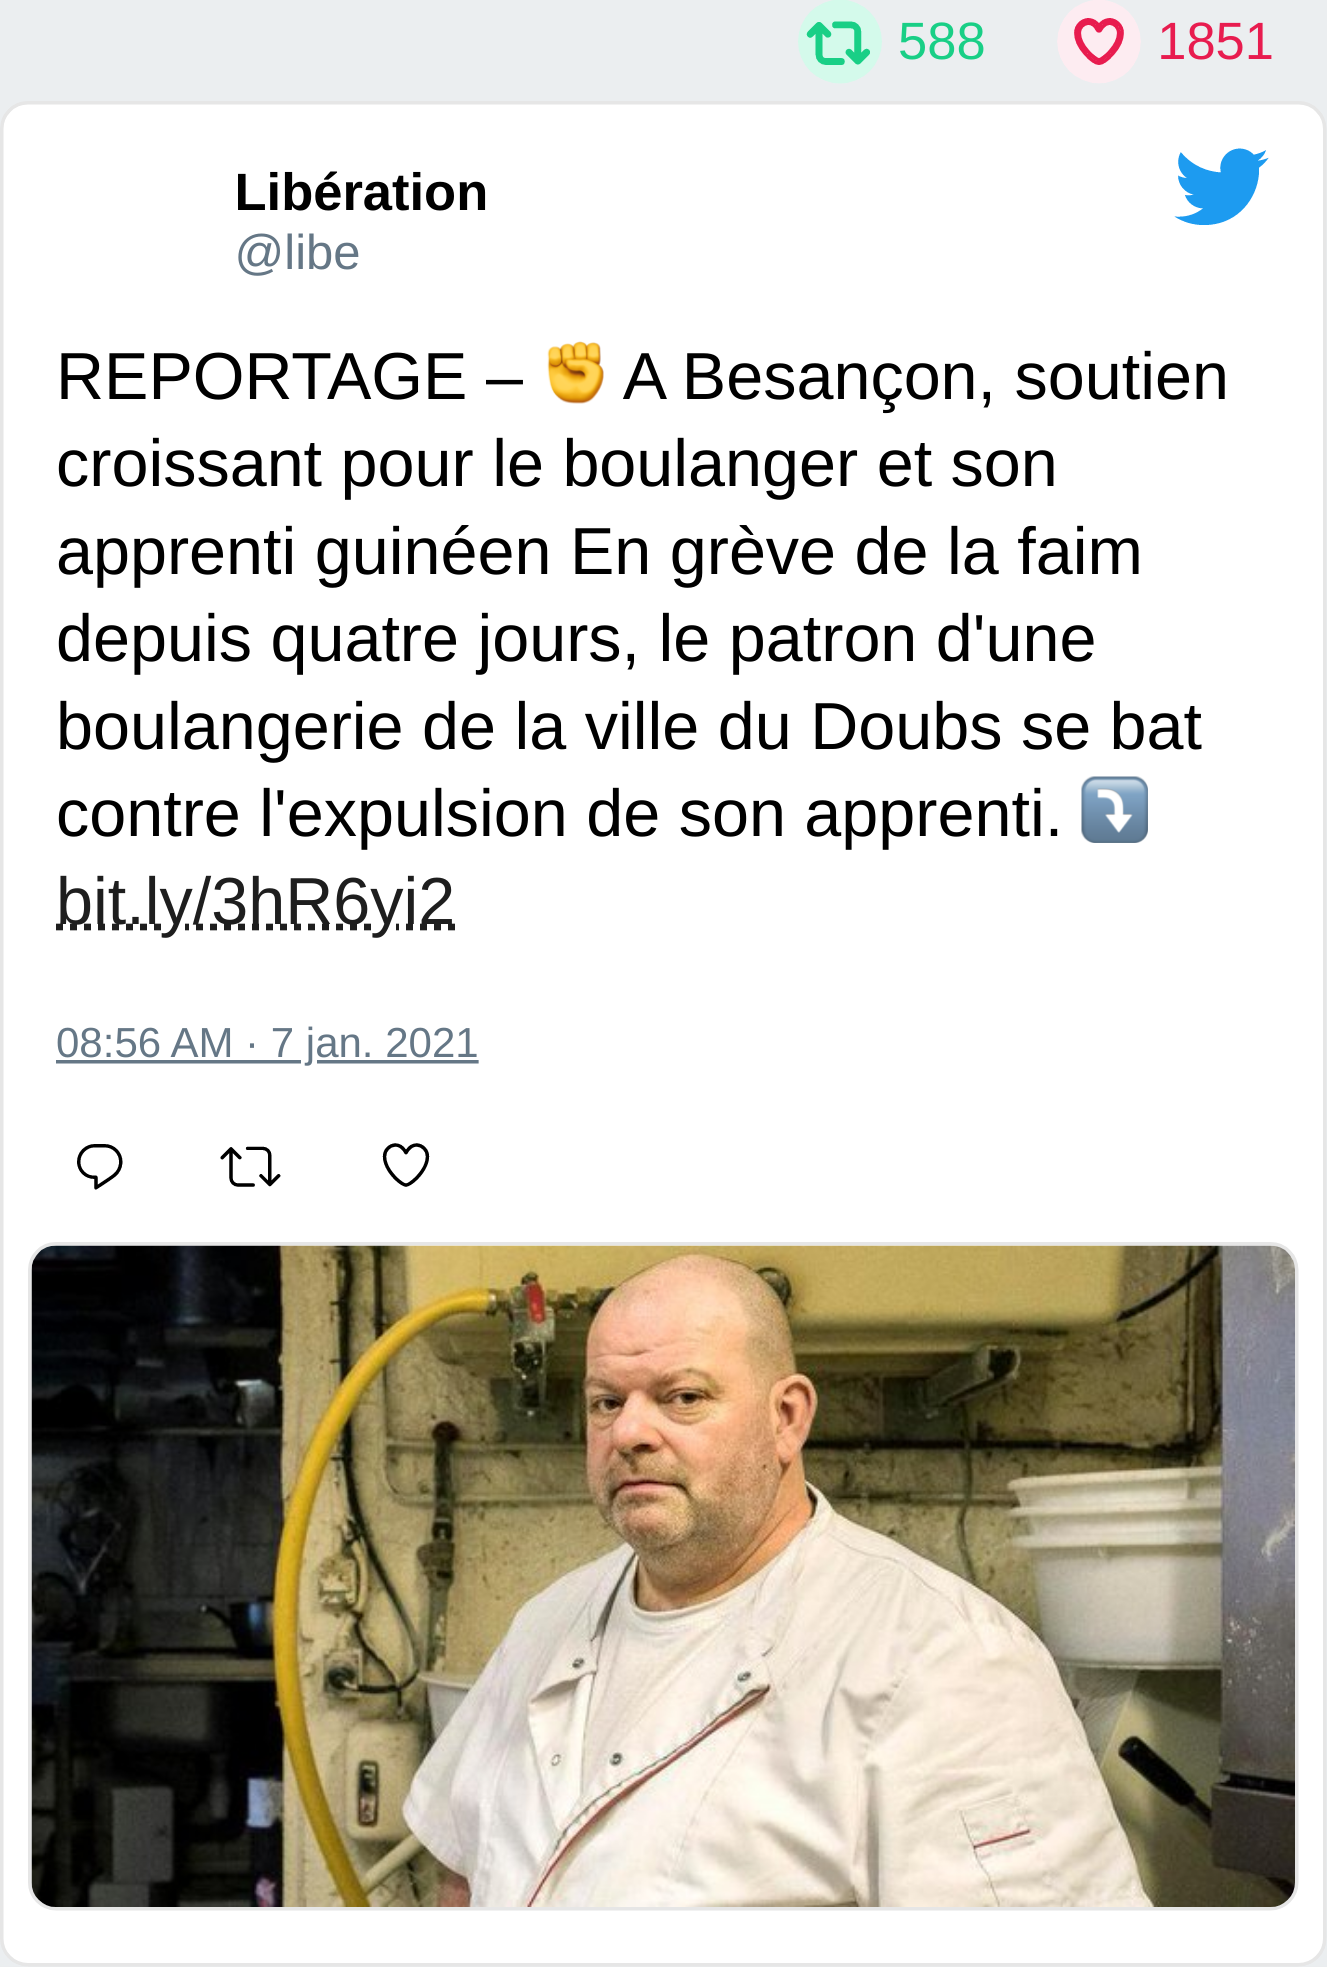 588 1851
Libération
@libe
REPORTAGE – ✊ A Besançon, soutien
croissant pour le boulanger et son
apprenti guinéen En grève de la faim
depuis quatre jours, le patron d'une
boulangerie de la ville du Doubs se bat
contre l'expulsion de son apprenti. ⤵️
bit.ly/3hR6yi2
08:56 AM · 7 jan. 2021